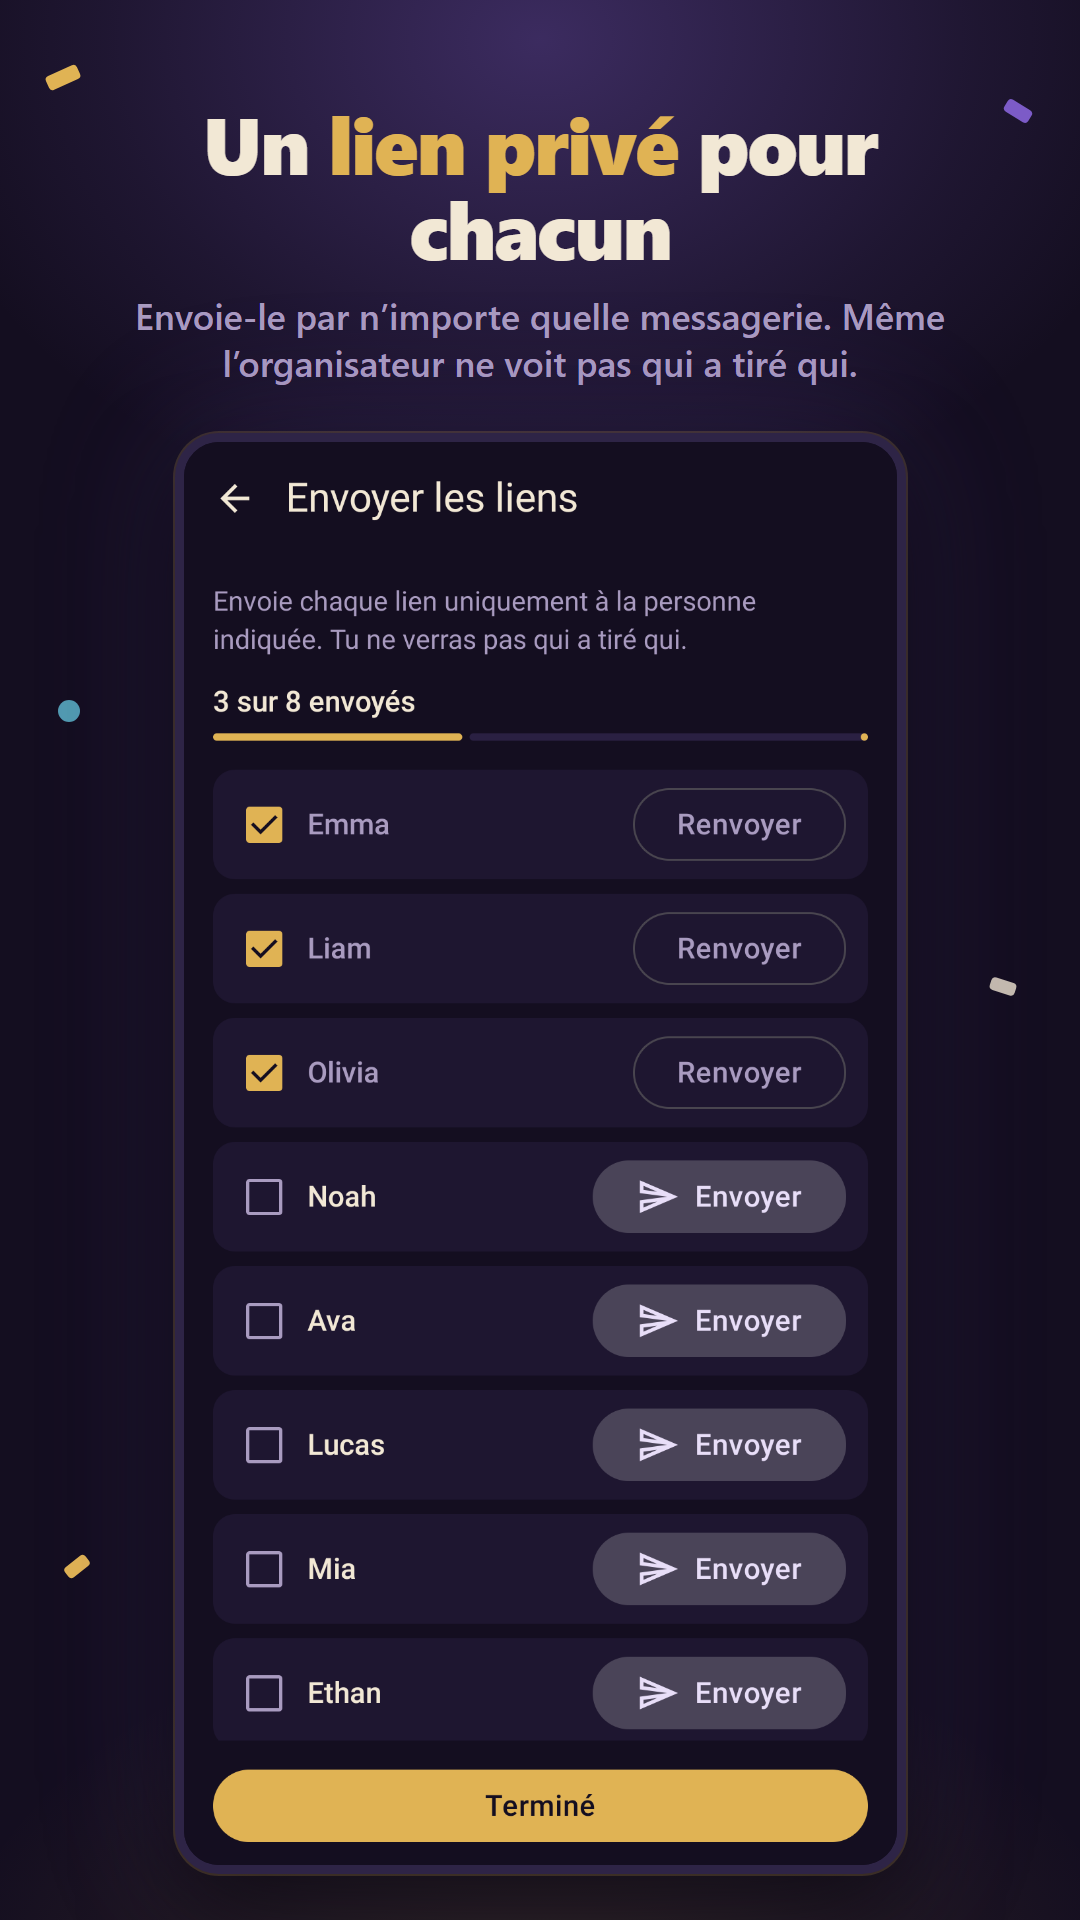 Un lien privé pour
chacun
Envoie-le par n’importe quelle messagerie. Même
l’organisateur ne voit pas qui a tiré qui.
Envoyer les liens
Envoie chaque lien uniquement à la personne
indiquée. Tu ne verras pas qui a tiré qui.
3 sur 8 envoyés
Emma Renvoyer
Liam Renvoyer
Olivia Renvoyer
Noah Envoyer
Ava Envoyer
Lucas Envoyer
Mia Envoyer
Ethan Envoyer
Terminé